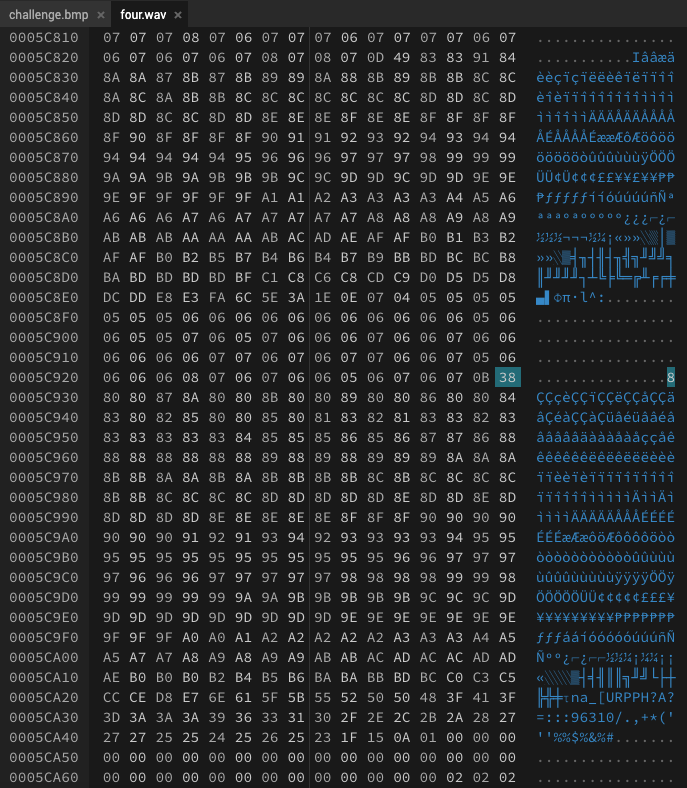 challenge.bmp × four.wav ×
0005C810 07 07 07 08 07 06 07 07 07 06 07 07 07 07 06 07 ................
0005C820 06 07 06 07 06 07 08 07 08 07 0D 49 83 83 91 84 ...........Iââæä
0005C830 8A 8A 87 8B 87 8B 89 89 8A 88 8B 89 8B 8B 8C 8C èèçïçïëëèêïëïïîî
0005C840 8A 8C 8A 8B 8C 8C 8C 8C 8C 8C 8C 8C 8D 8D 8C 8D èîèïîîîîîîîîììîì
0005C850 8D 8D 8C 8C 8D 8D 8E 8E 8E 8F 8E 8E 8F 8F 8F 8F ììîîììÄÄÄÅÄÄÅÅÅÅ
0005C860 8F 90 8F 8F 8F 8F 90 91 91 92 93 92 94 93 94 94 ÅÉÅÅÅÅÉææÆôÆöôöö
0005C870 94 94 94 94 94 95 96 96 96 97 97 97 98 99 99 99 öööööòûûûùùùÿÖÖÖ
0005C880 9A 9A 9B 9A 9B 9B 9B 9C 9C 9D 9C 9D 9D 9D 9E 9E ÜÜ¢Ü¢¢¢££¥£¥¥¥₧₧
0005C890 9E 9F 9F 9F 9F A1 A1 A2 A3 A3 A3 A3 A3 A4 A5 A6 ₧ƒƒƒƒííóúúúúúñÑª
0005C8A0 A6 A6 A6 A7 A6 A7 A7 A7 A7 A7 A8 A8 A8 A9 A8 A9 ªªªºªººººº¿¿¿⌐¿⌐
0005C8B0 AB AB AB AA AA AA AB AC AD AE AF AF B0 B1 B3 B2 ½½½¬¬¬½¼¡«»»░▒│▓
0005C8C0 AF AF B0 B2 B5 B7 B4 B6 B4 B7 B9 BB BD BC BC B8 »»░▓╡╖┤╢┤╖╣╗╜╝╝╕
0005C8D0 BA BD BD BD BD BF C1 C8 C6 C8 CD C9 D0 D5 D5 D8 ║╜╜╜╜┐┴╚╞╚═╔╨╒╒╪
0005C8E0 DC DD E8 E3 FA 6C 5E 3A 1E 0E 07 04 05 05 05 05 ▄▌Φπ·l^:........
0005C8F0 05 05 05 06 06 06 06 06 06 06 06 06 06 06 06 06 ................
0005C900 06 05 05 07 06 05 07 06 06 06 07 06 06 07 06 06 ................
0005C910 06 06 06 06 07 06 07 06 07 07 06 06 07 06 05 06 ................
0005C920 06 06 06 08 07 06 07 06 06 05 06 07 06 07 0B 38 ...............8
0005C930 80 80 87 8A 80 80 8B 80 80 89 80 80 86 80 80 84 ÇÇçèÇÇïÇÇëÇÇåÇÇä
0005C940 83 80 82 85 80 80 85 80 81 83 82 81 83 83 82 83 âÇéàÇÇàÇüâéüââéâ
0005C950 83 83 83 83 83 84 85 85 85 86 85 86 87 87 86 88 âââââäàààåàåççåê
0005C960 88 88 88 88 88 89 88 88 89 88 89 89 89 8A 8A 8A êêêêêëêêëêëëëèèè
0005C970 8B 8B 8A 8A 8B 8A 8B 8B 8B 8B 8C 8B 8C 8C 8C 8C ïïèèïèïïïïîïîîîî
0005C980 8B 8B 8C 8C 8C 8C 8D 8D 8D 8D 8D 8E 8D 8D 8E 8D ïïîîîîìììììÄììÄì
0005C990 8D 8D 8D 8D 8E 8E 8E 8E 8E 8F 8F 8F 90 90 90 90 ììììÄÄÄÄÄÅÅÅÉÉÉÉ
0005C9A0 90 90 90 91 92 91 93 94 92 93 93 93 93 94 95 95 ÉÉÉæÆæôöÆôôôôöòò
0005C9B0 95 95 95 95 95 95 95 95 95 95 95 96 96 97 97 97 òòòòòòòòòòòûûùùù
0005C9C0 97 96 96 96 97 97 97 97 97 98 98 98 98 99 99 98 ùûûûùùùùùÿÿÿÿÖÖÿ
0005C9D0 99 99 99 99 99 9A 9A 9B 9B 9B 9B 9B 9C 9C 9C 9D ÖÖÖÖÖÜÜ¢¢¢¢¢£££¥
0005C9E0 9D 9D 9D 9D 9D 9D 9D 9D 9D 9E 9E 9E 9E 9E 9E 9E ¥¥¥¥¥¥¥¥¥₧₧₧₧₧₧₧
0005C9F0 9F 9F 9F A0 A0 A1 A2 A2 A2 A2 A2 A3 A3 A3 A4 A5 ƒƒƒááíóóóóóúúúñÑ
0005CA00 A5 A7 A7 A8 A9 A8 A9 A9 AB AB AC AD AC AC AD AD Ñºº¿⌐¿⌐⌐½½¼¡¼¼¡¡
0005CA10 AE B0 B0 B0 B2 B4 B5 B6 BA BA BB BD BC C0 C3 C5 «░░░▓┤╡╢║║╗╜╝└├┼
0005CA20 CC CE D8 E7 6E 61 5F 5B 55 52 50 50 48 3F 41 3F ╠╬╪τna_[URPPH?A?
0005CA30 3D 3A 3A 3A 39 36 33 31 30 2F 2E 2C 2B 2A 28 27 =:::96310/.,+*('
0005CA40 27 27 25 25 24 25 26 25 23 1F 15 0A 01 00 00 00 ''%%$%&%#.......
0005CA50 00 00 00 00 00 00 00 00 00 00 00 00 00 00 00 00 ................
0005CA60 00 00 00 00 00 00 00 00 00 00 00 00 00 02 02 02 ................